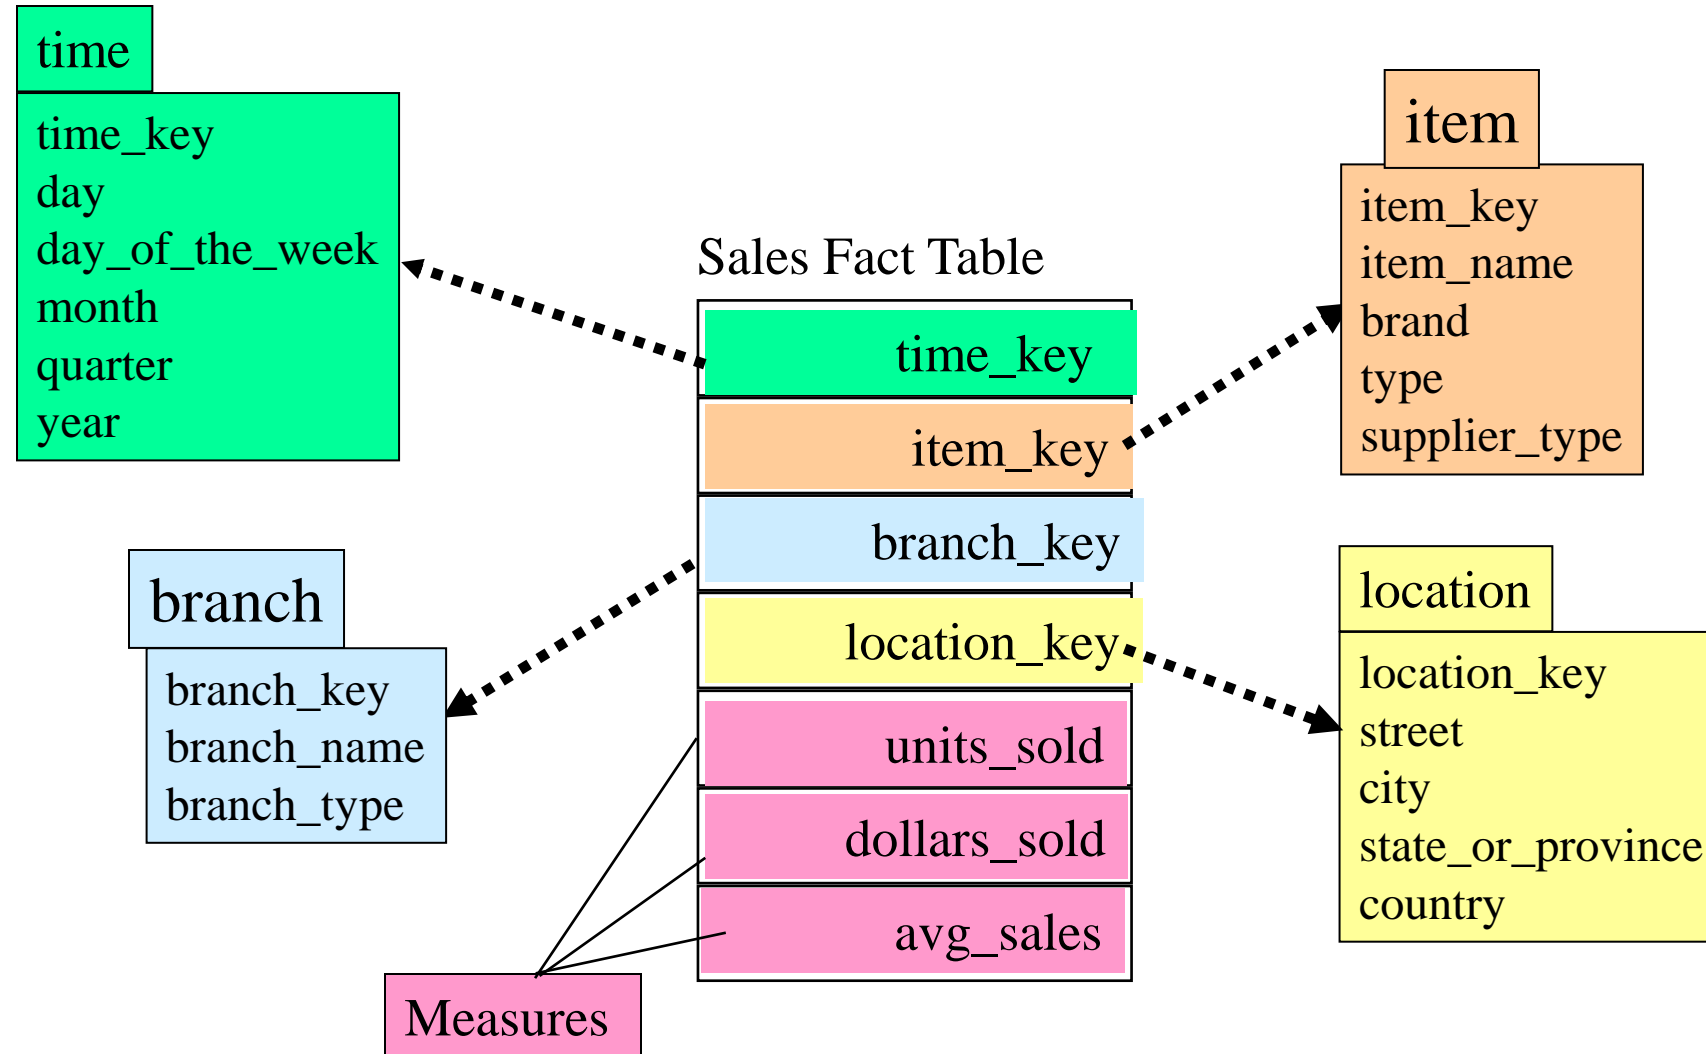 time
time_key
day
day_of_the_week
month
quarter
year
item
item_key
item_name
brand
type
supplier_type
Sales Fact Table
time_key
item_key
branch_key
location_key
units_sold
dollars_sold
avg_sales
branch
branch_key
branch_name
branch_type
location
location_key
street
city
state_or_province
country
Measures